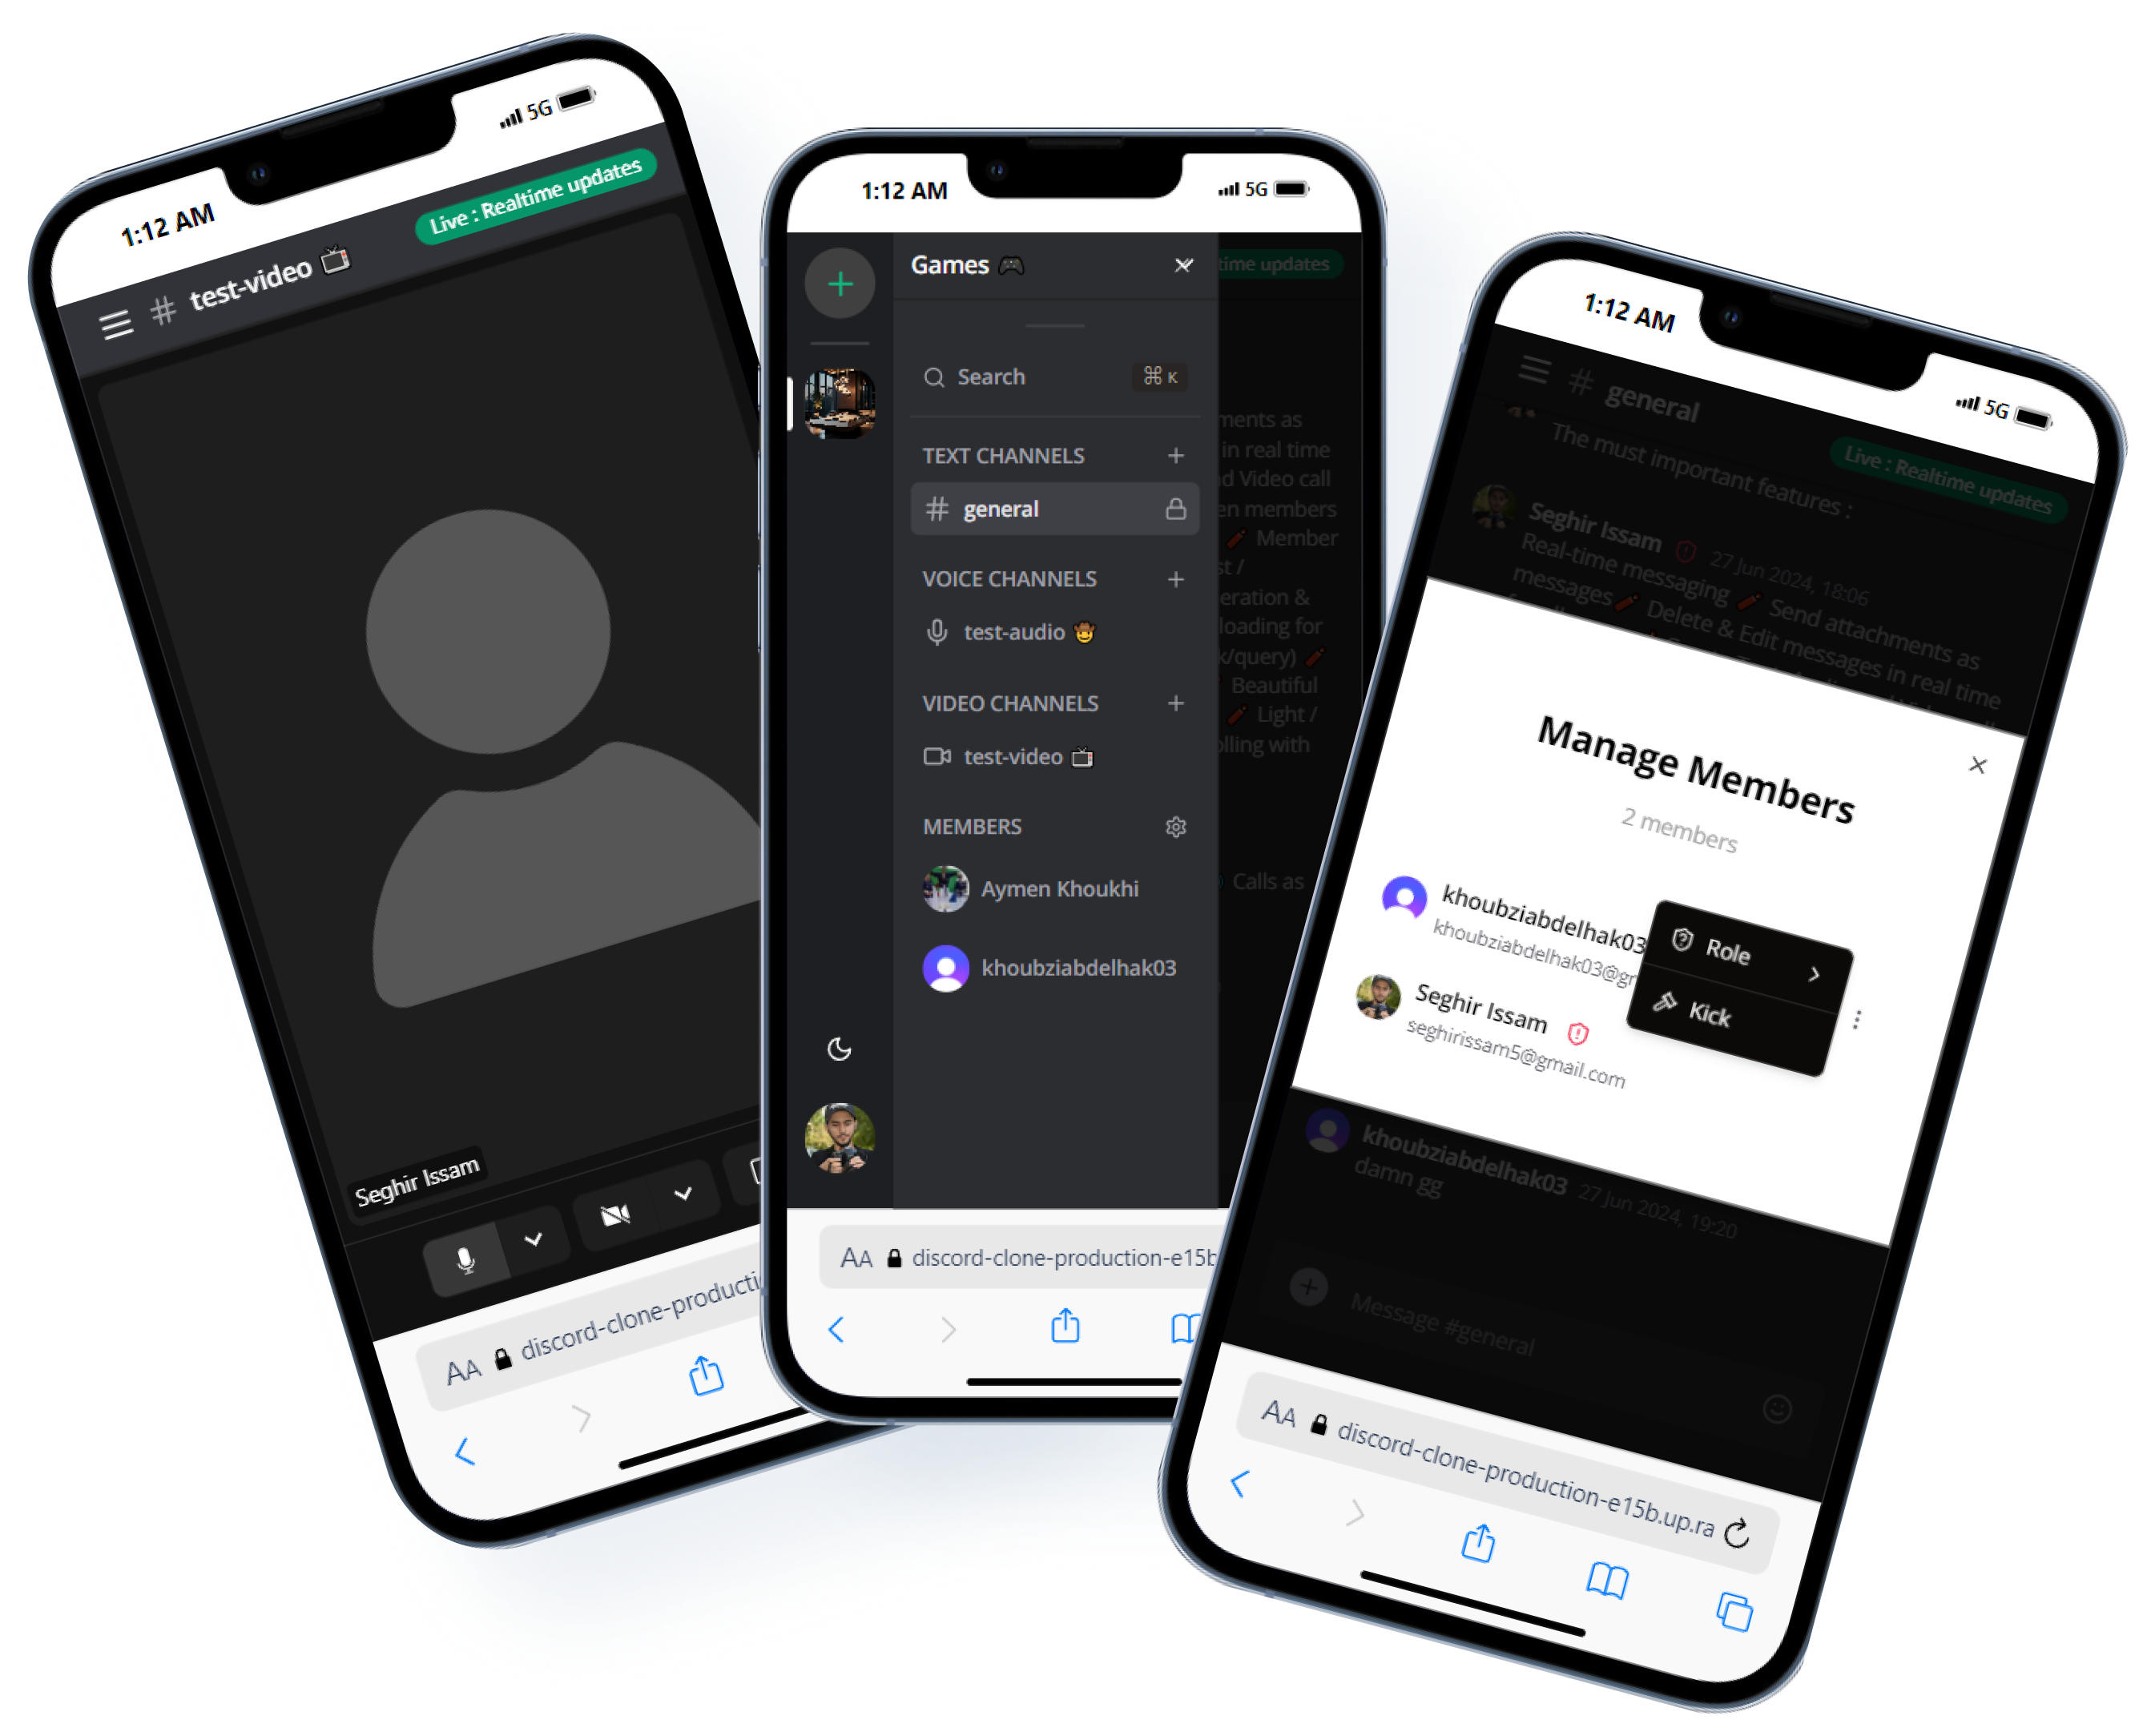 1:12 AM
5G
# test-video
Live : Realtime updates
Seghir Issam
AA discord-clone-producti
1:12 AM
5G
Games
time updates
Search
⌘ K
TEXT CHANNELS +
# general
VOICE CHANNELS +
test-audio
VIDEO CHANNELS +
test-video
MEMBERS
Aymen Khoukhi
khoubziabdelhak03
ments as
in real time
d Video call
en members
Member
st /
eration &
loading for
k/query)
Beautiful
Light /
olling with
Calls as
AA discord-clone-production-e15b
1:12 AM
5G
# general
Live : Realtime updates
The must important features :
Seghir Issam 27 Jun 2024, 18:06
Real-time messaging Send attachments as
messages Delete & Edit messages in real time
Manage Members
2 members
khoubziabdelhak03
khoubziabdelhak03@gr
Role
Kick
Seghir Issam
seghirissam5@gmail.com
khoubziabdelhak03 27 Jun 2024, 19:20
damn gg
Message #general
AA discord-clone-production-e15b.up.ra